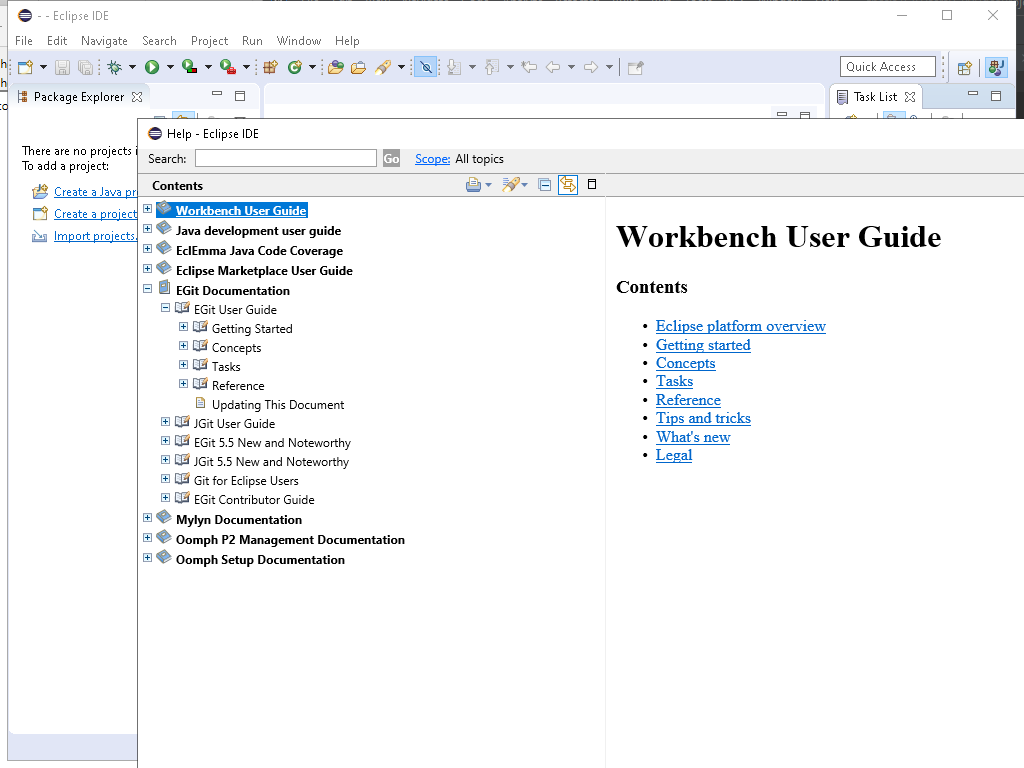 - - Eclipse IDE
File Edit Navigate Search Project Run Window Help
Quick Access
Package Explorer
Task List
There are no projects i
To add a project:
Create a Java pr
Create a project
Import projects
Help - Eclipse IDE
Search: Go Scope: All topics
Contents
Workbench User Guide
Java development user guide
EclEmma Java Code Coverage
Eclipse Marketplace User Guide
EGit Documentation
EGit User Guide
Getting Started
Concepts
Tasks
Reference
Updating This Document
JGit User Guide
EGit 5.5 New and Noteworthy
JGit 5.5 New and Noteworthy
Git for Eclipse Users
EGit Contributor Guide
Mylyn Documentation
Oomph P2 Management Documentation
Oomph Setup Documentation
Workbench User Guide
Contents
• Eclipse platform overview
• Getting started
• Concepts
• Tasks
• Reference
• Tips and tricks
• What's new
• Legal